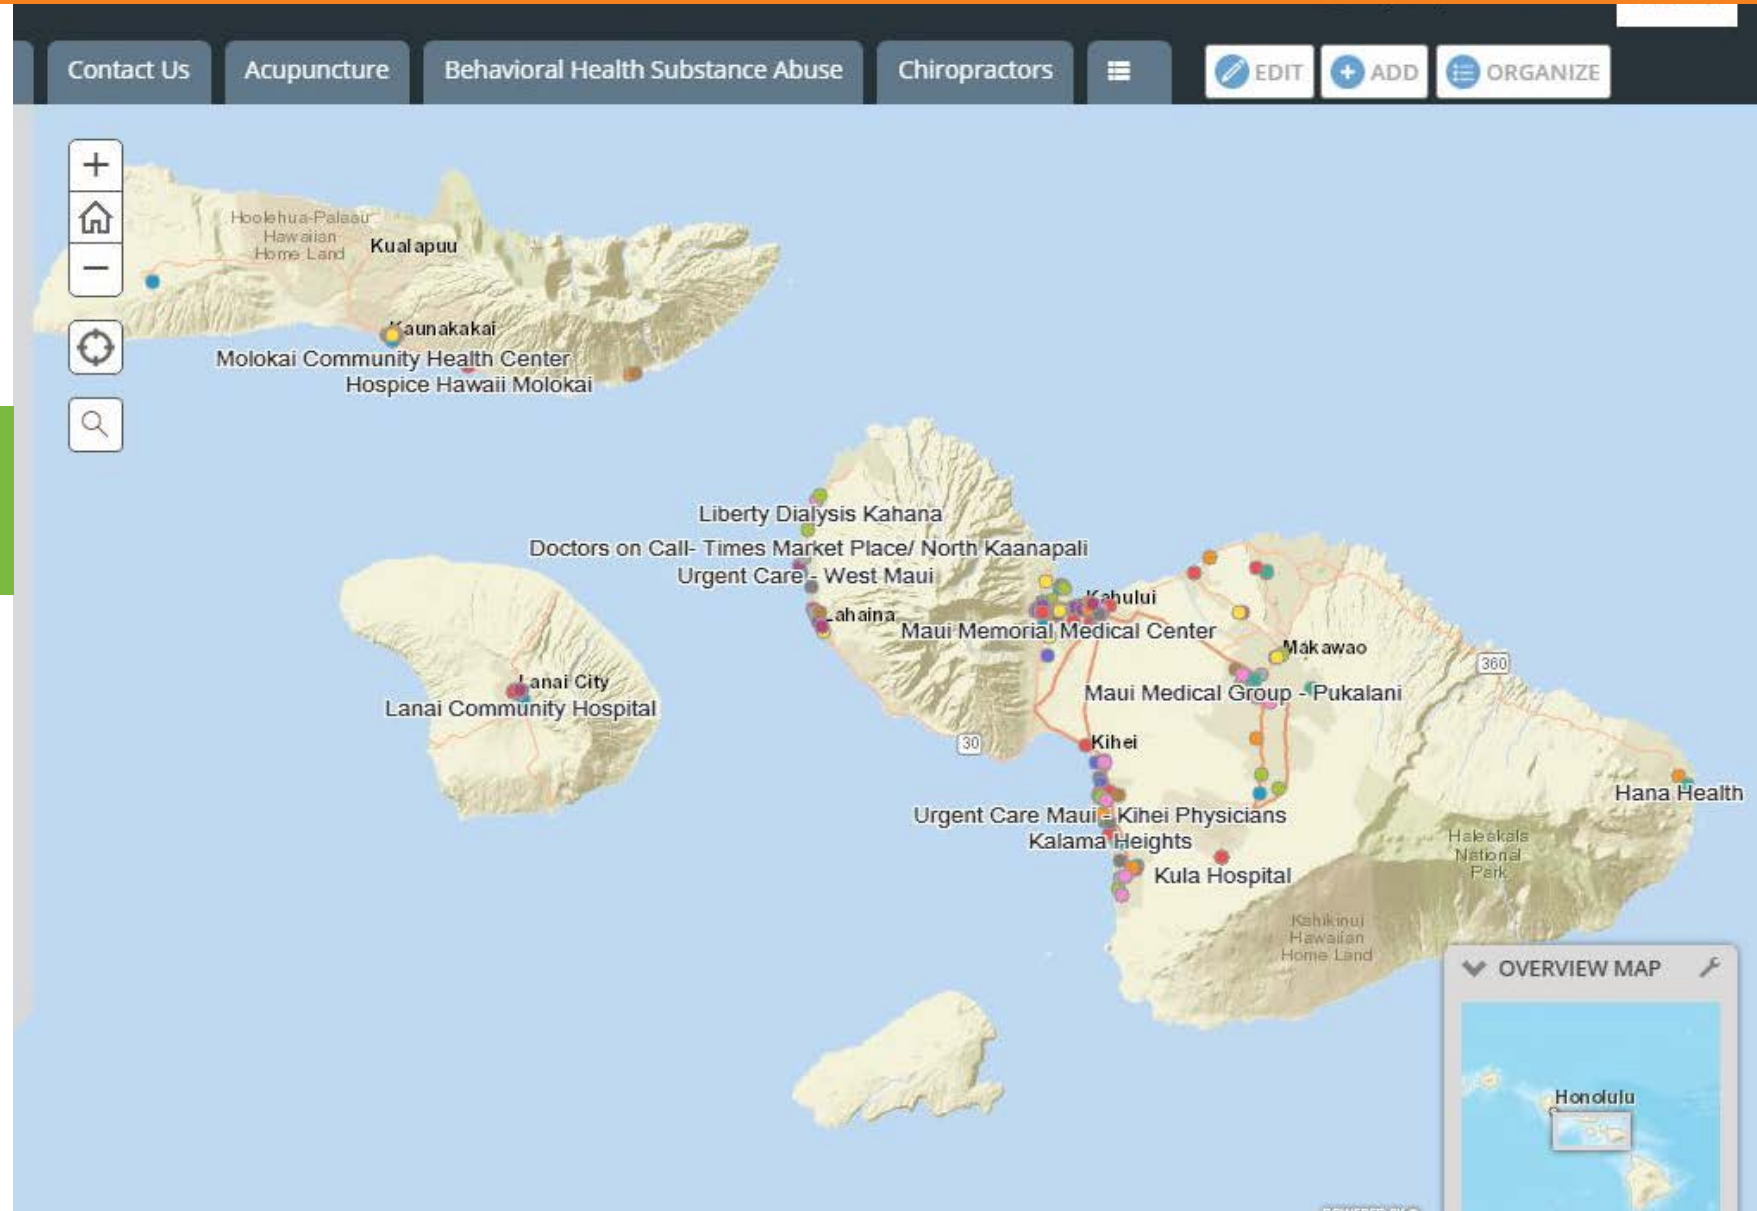 Contact Us
Acupuncture
Behavioral Health Substance Abuse
Chiropractors
EDIT
ADD
ORGANIZE
Hoolehua-Palaau
Hawaiian
Home Land
Kualapuu
Kaunakakai
Molokai Community Health Center
Hospice Hawaii Molokai
Liberty Dialysis Kahana
Doctors on Call- Times Market Place/ North Kaanapali
Urgent Care - West Maui
Lahaina
Kahului
Maui Memorial Medical Center
Makawao
360
Lanai City
Lanai Community Hospital
Maui Medical Group - Pukalani
30
Kihei
Hana Health
Urgent Care Maui - Kihei Physicians
Kalama Heights
Haleakala
National
Park
Kula Hospital
Kahikinui
Hawaiian
Home Land
OVERVIEW MAP
Honolulu